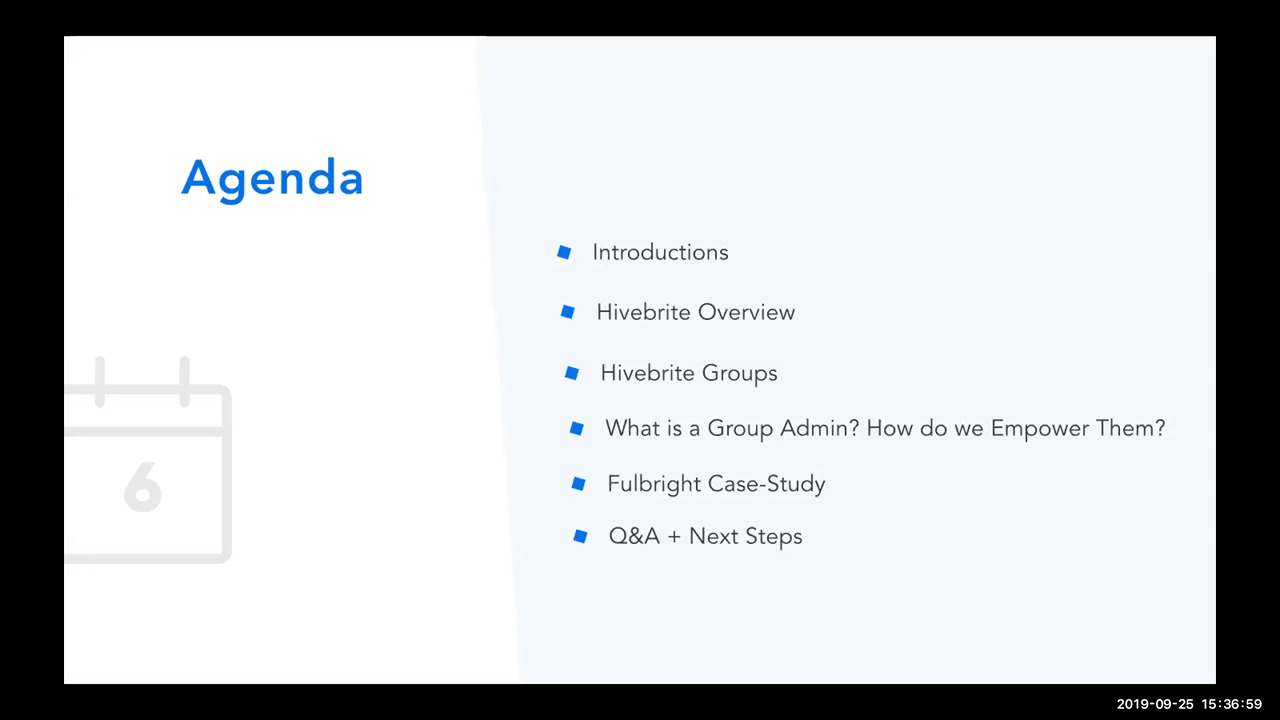 Agenda
Introductions
Hivebrite Overview
Hivebrite Groups
What is a Group Admin? How do we Empower Them?
Fulbright Case-Study
Q&A + Next Steps
6
2019-09-25 15:36:59